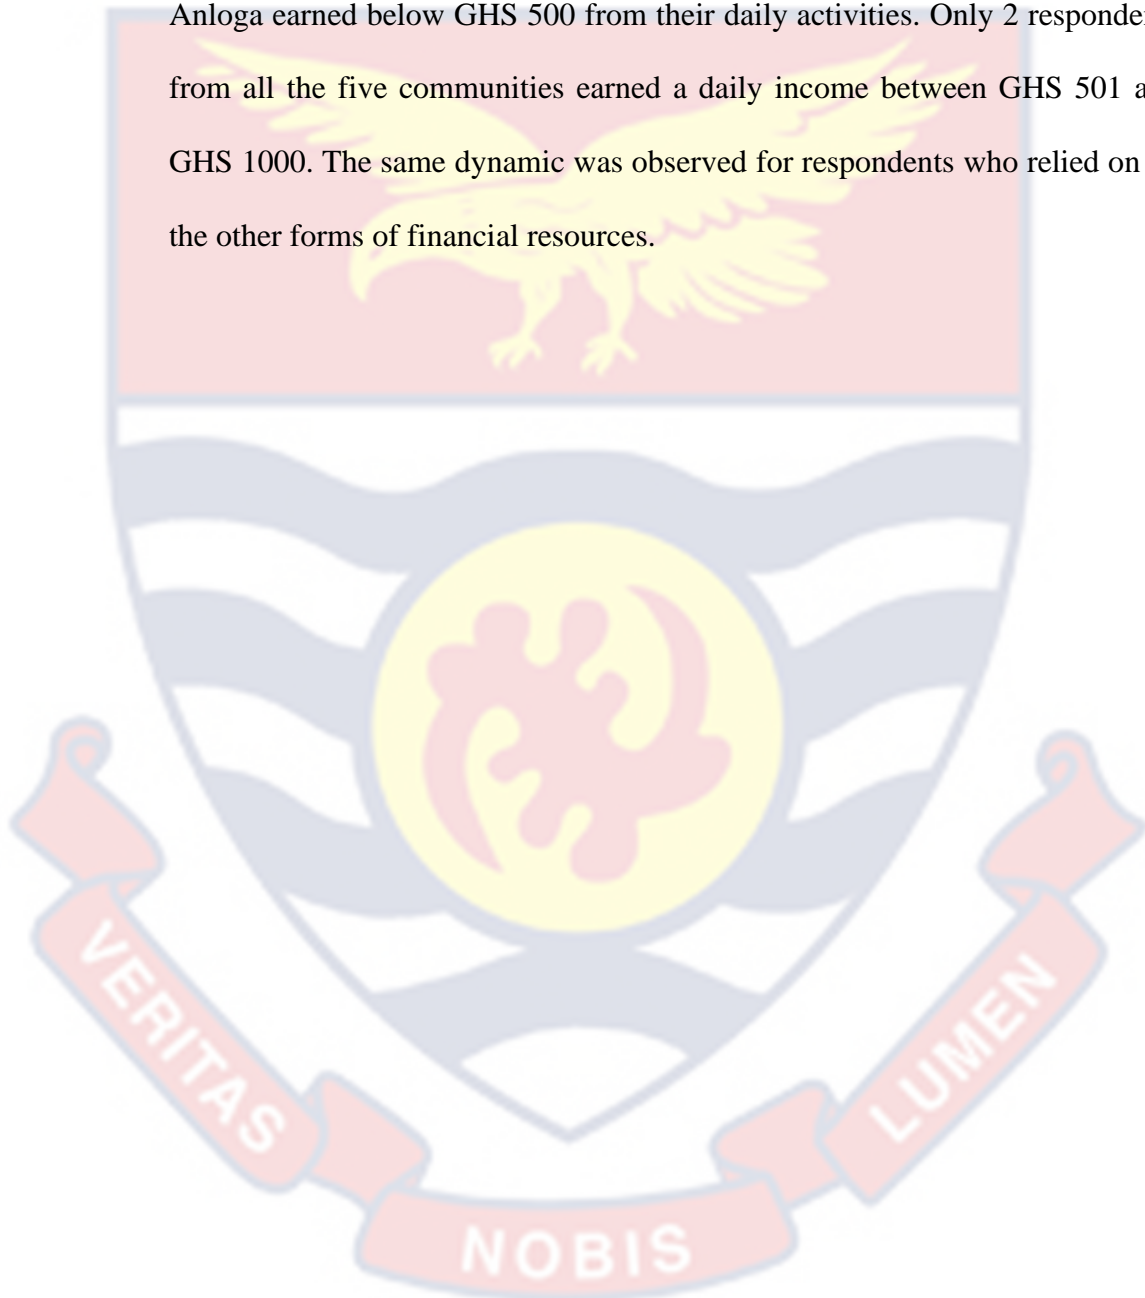 Anloga earned below GHS 500 from their daily activities. Only 2
from all the five communities earned a daily income between GHS 501
GHS 1000. The same dynamic was observed for respondents who relied on
the other forms of financial resources.
VERITAS
NOBIS
LUMEN